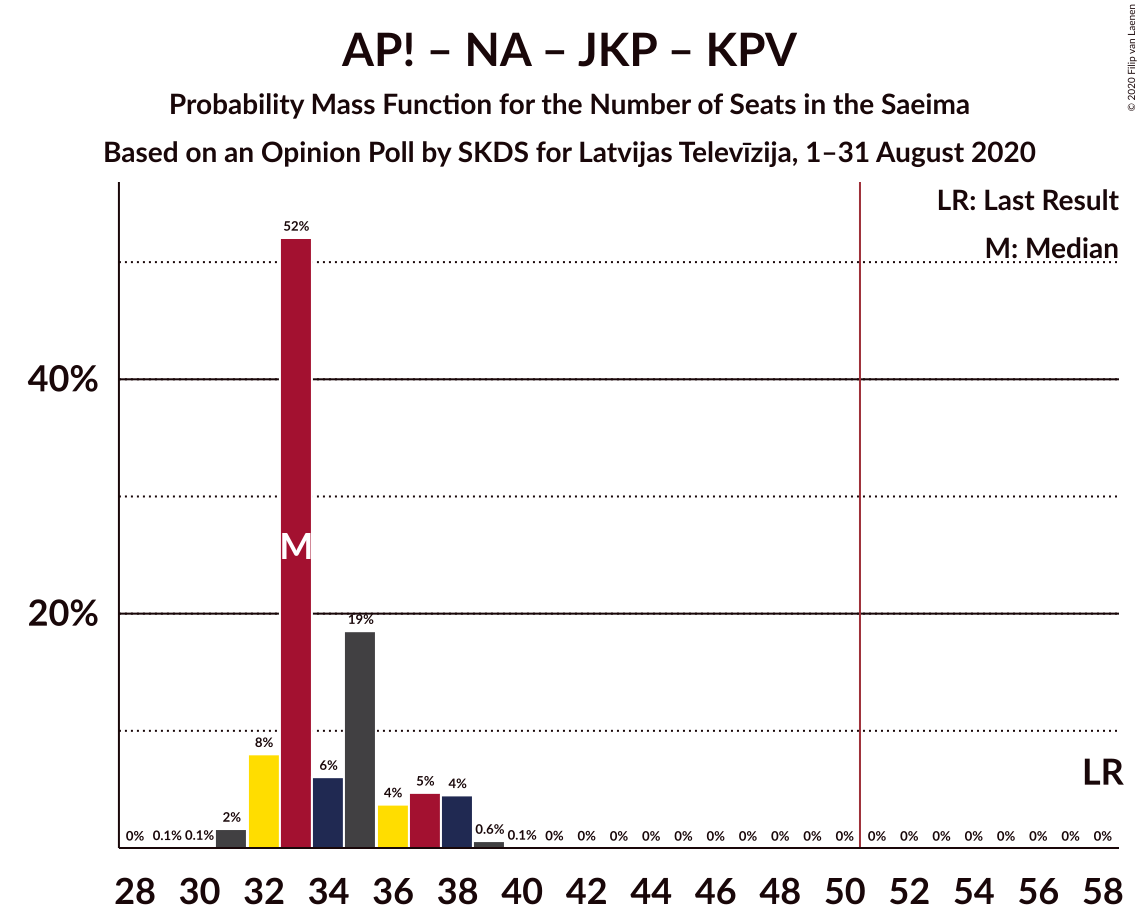 AP! – NA – JKP – KPV
Probability Mass Function for the Number of Seats in the Saeima
Based on an Opinion Poll by SKDS for Latvijas Televīzija, 1–31 August 2020
© 2020 Filip van Laenen
LR: Last Result
M: Median
40%
20%
0% 0.1% 0.1% 2% 8% 52% 6% 19% 4% 5% 4% 0.6% 0.1% 0% 0% 0% 0% 0% 0% 0% 0% 0% 0% 0% 0% 0% 0% 0% 0% 0% 0%
M
LR
28 30 32 34 36 38 40 42 44 46 48 50 52 54 56 58